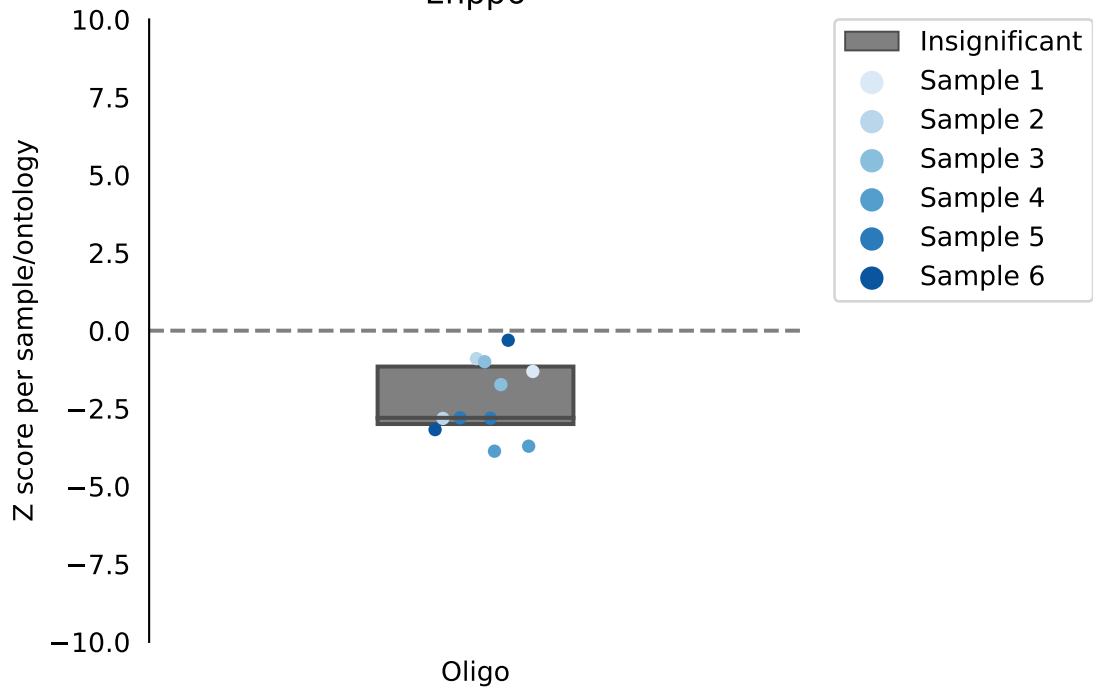 10.0
7.5
5.0
2.5
0.0
−2.5
−5.0
−7.5
−10.0
Z score per sample/ontology
Oligo
Insignificant
Sample 1
Sample 2
Sample 3
Sample 4
Sample 5
Sample 6